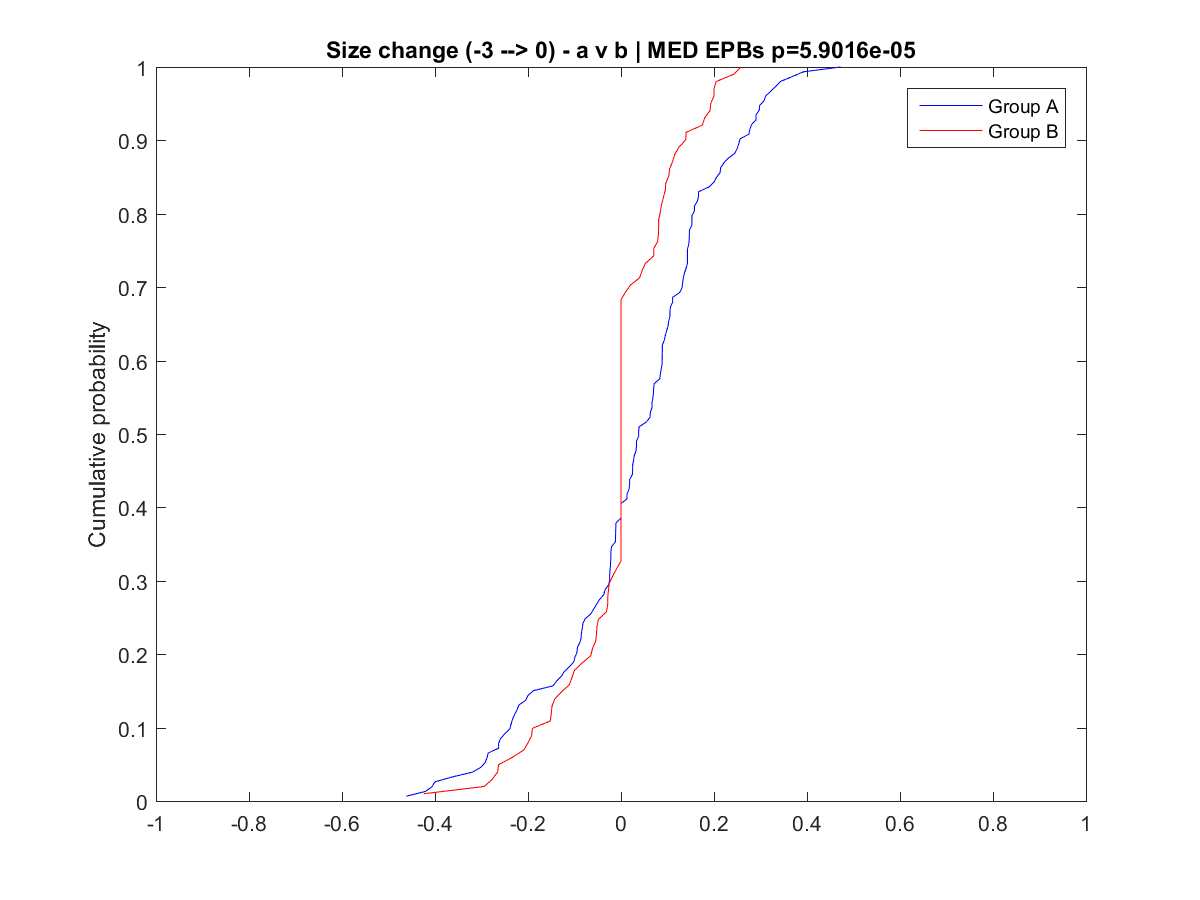 Size change (-3 --> 0) - a v b | MED EPBs p=5.9016e-05
1
0.9
0.8
0.7
0.6
0.5
0.4
0.3
0.2
0.1
0
Cumulative probability
Group A
Group B
-1 -0.8 -0.6 -0.4 -0.2 0 0.2 0.4 0.6 0.8 1